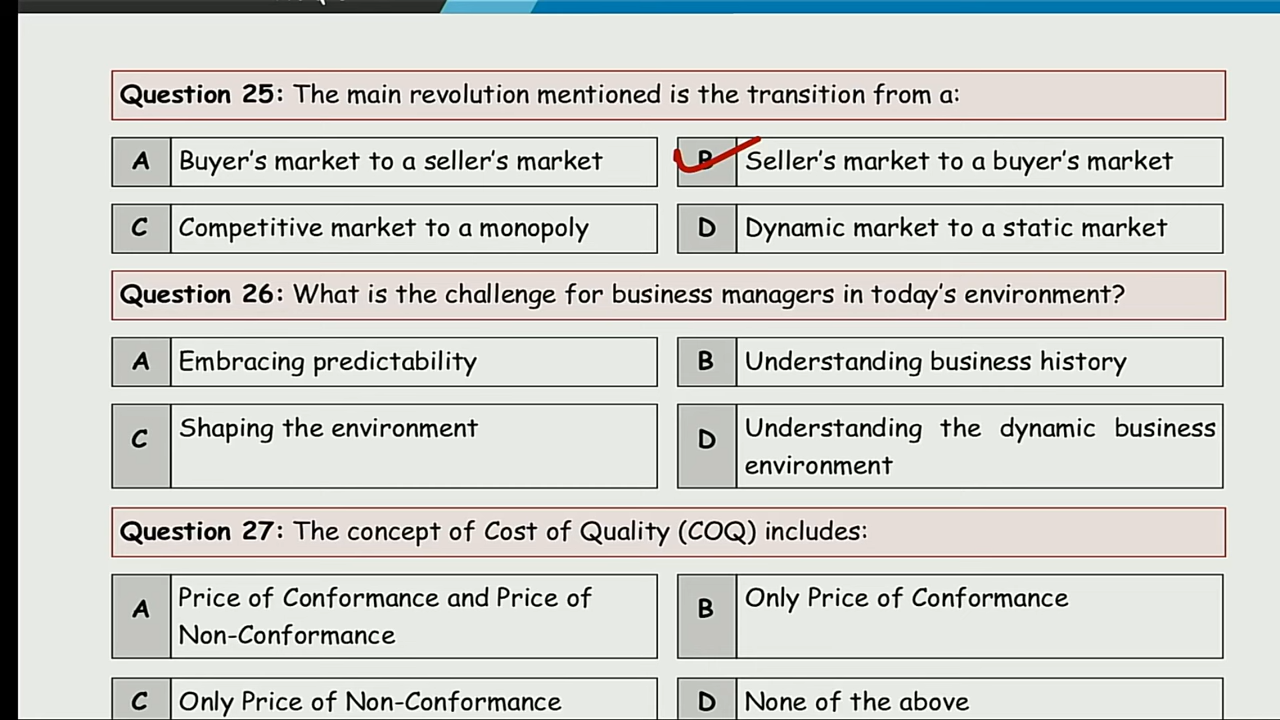 Question 25: The main revolution mentioned is the transition from a:
A Buyer's market to a seller's market
B Seller's market to a buyer's market
C Competitive market to a monopoly
D Dynamic market to a static market
Question 26: What is the challenge for business managers in today's environment?
A Embracing predictability
B Understanding business history
C Shaping the environment
D Understanding the dynamic business
environment
Question 27: The concept of Cost of Quality (COQ) includes:
A Price of Conformance and Price of
Non-Conformance
B Only Price of Conformance
C Only Price of Non-Conformance
D None of the above